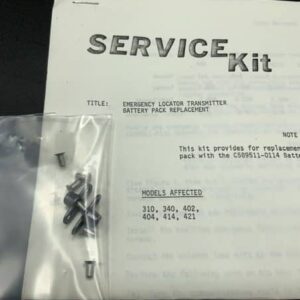 SERVICE
Kit
TITLE: EMERGENCY LOCATOR TRANSMITTER
BATTERY PACK REPLACEMENT
NOTE
This kit provides for replacement
pack with the C589511-0114 Batte
MODELS AFFECTED
310, 340, 402,
404, 414, 421